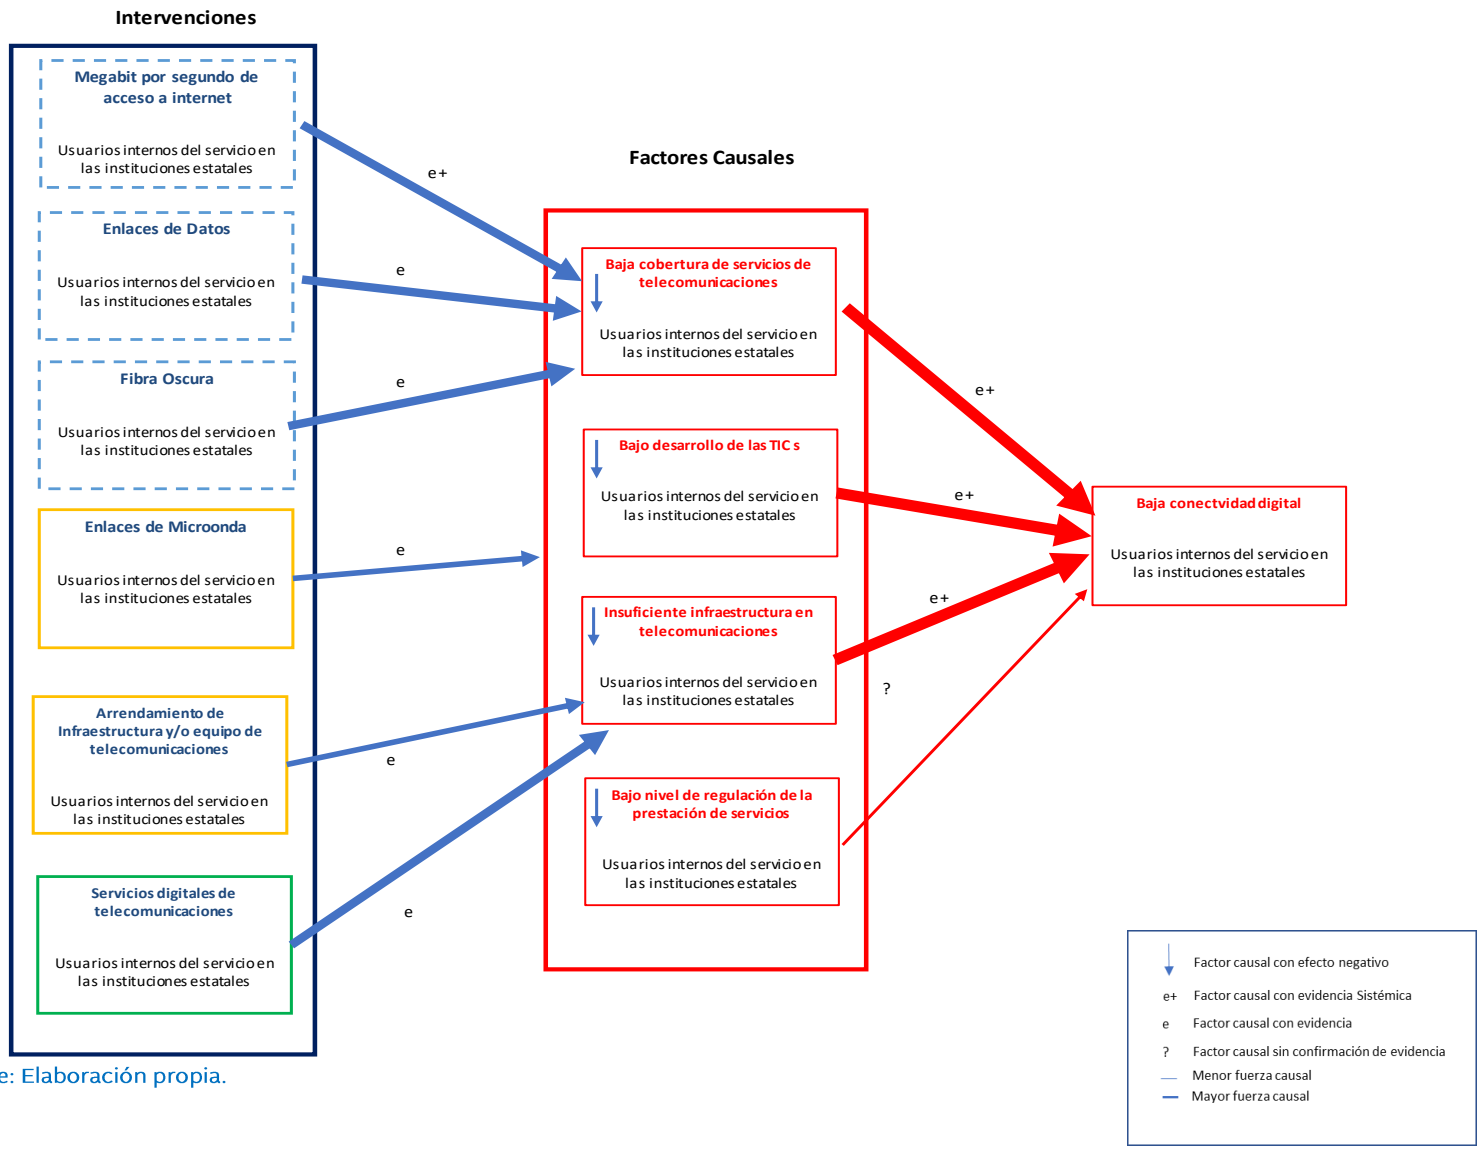 Intervenciones
Megabit por segundo de
acceso a internet
Usuarios internos del servicio en
las instituciones estatales
Enlaces de Datos
Usuarios internos del servicio en
las instituciones estatales
Fibra Oscura
Usuarios internos del servicio en
las instituciones estatales
Enlaces de Microonda
Usuarios internos del servicio en
las instituciones estatales
Arrendamiento de
Infraestructura y/o equipo de
telecomunicaciones
Usuarios internos del servicio en
las instituciones estatales
Servicios digitales de
telecomunicaciones
Usuarios internos del servicio en
las instituciones estatales
e+
e
e
e
e
e
Factores Causales
Baja cobertura de servicios de
telecomunicaciones
Usuarios internos del servicio en
las instituciones estatales
Bajo desarrollo de las TIC s
Usuarios internos del servicio en
las instituciones estatales
Insuficiente infraestructura en
telecomunicaciones
Usuarios internos del servicio en
las instituciones estatales
Bajo nivel de regulación de la
prestación de servicios
Usuarios internos del servicio en
las instituciones estatales
e+
e+
e+
?
Baja conectvidad digital
Usuarios internos del servicio en
las instituciones estatales
Factor causal con efecto negativo
e+ Factor causal con evidencia Sistémica
e Factor causal con evidencia
? Factor causal sin confirmación de evidencia
Menor fuerza causal
Mayor fuerza causal
e: Elaboración propia.